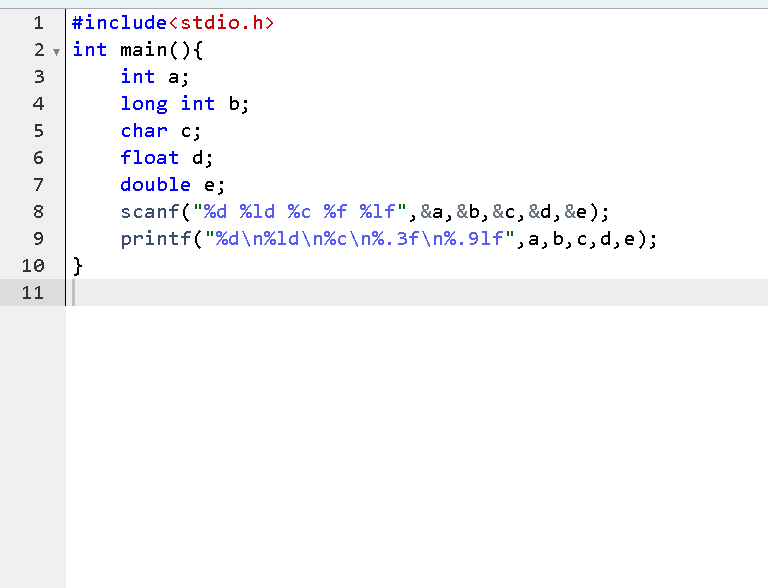 1 #include<stdio.h>
2 int main(){
3     int a;
4     long int b;
5     char c;
6     float d;
7     double e;
8     scanf("%d %ld %c %f %lf",&a,&b,&c,&d,&e);
9     printf("%d\n%ld\n%c\n%.3f\n%.9lf",a,b,c,d,e);
10 }
11